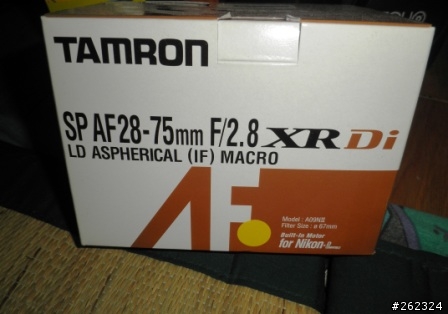 TAMRON
SP AF28-75mm F/2.8 XR Di
LD ASPHERICAL (IF) MACRO
AF
Model : A09NII
Filter Size : ø 67mm
Built-in Motor
for Nikon-D
#262324